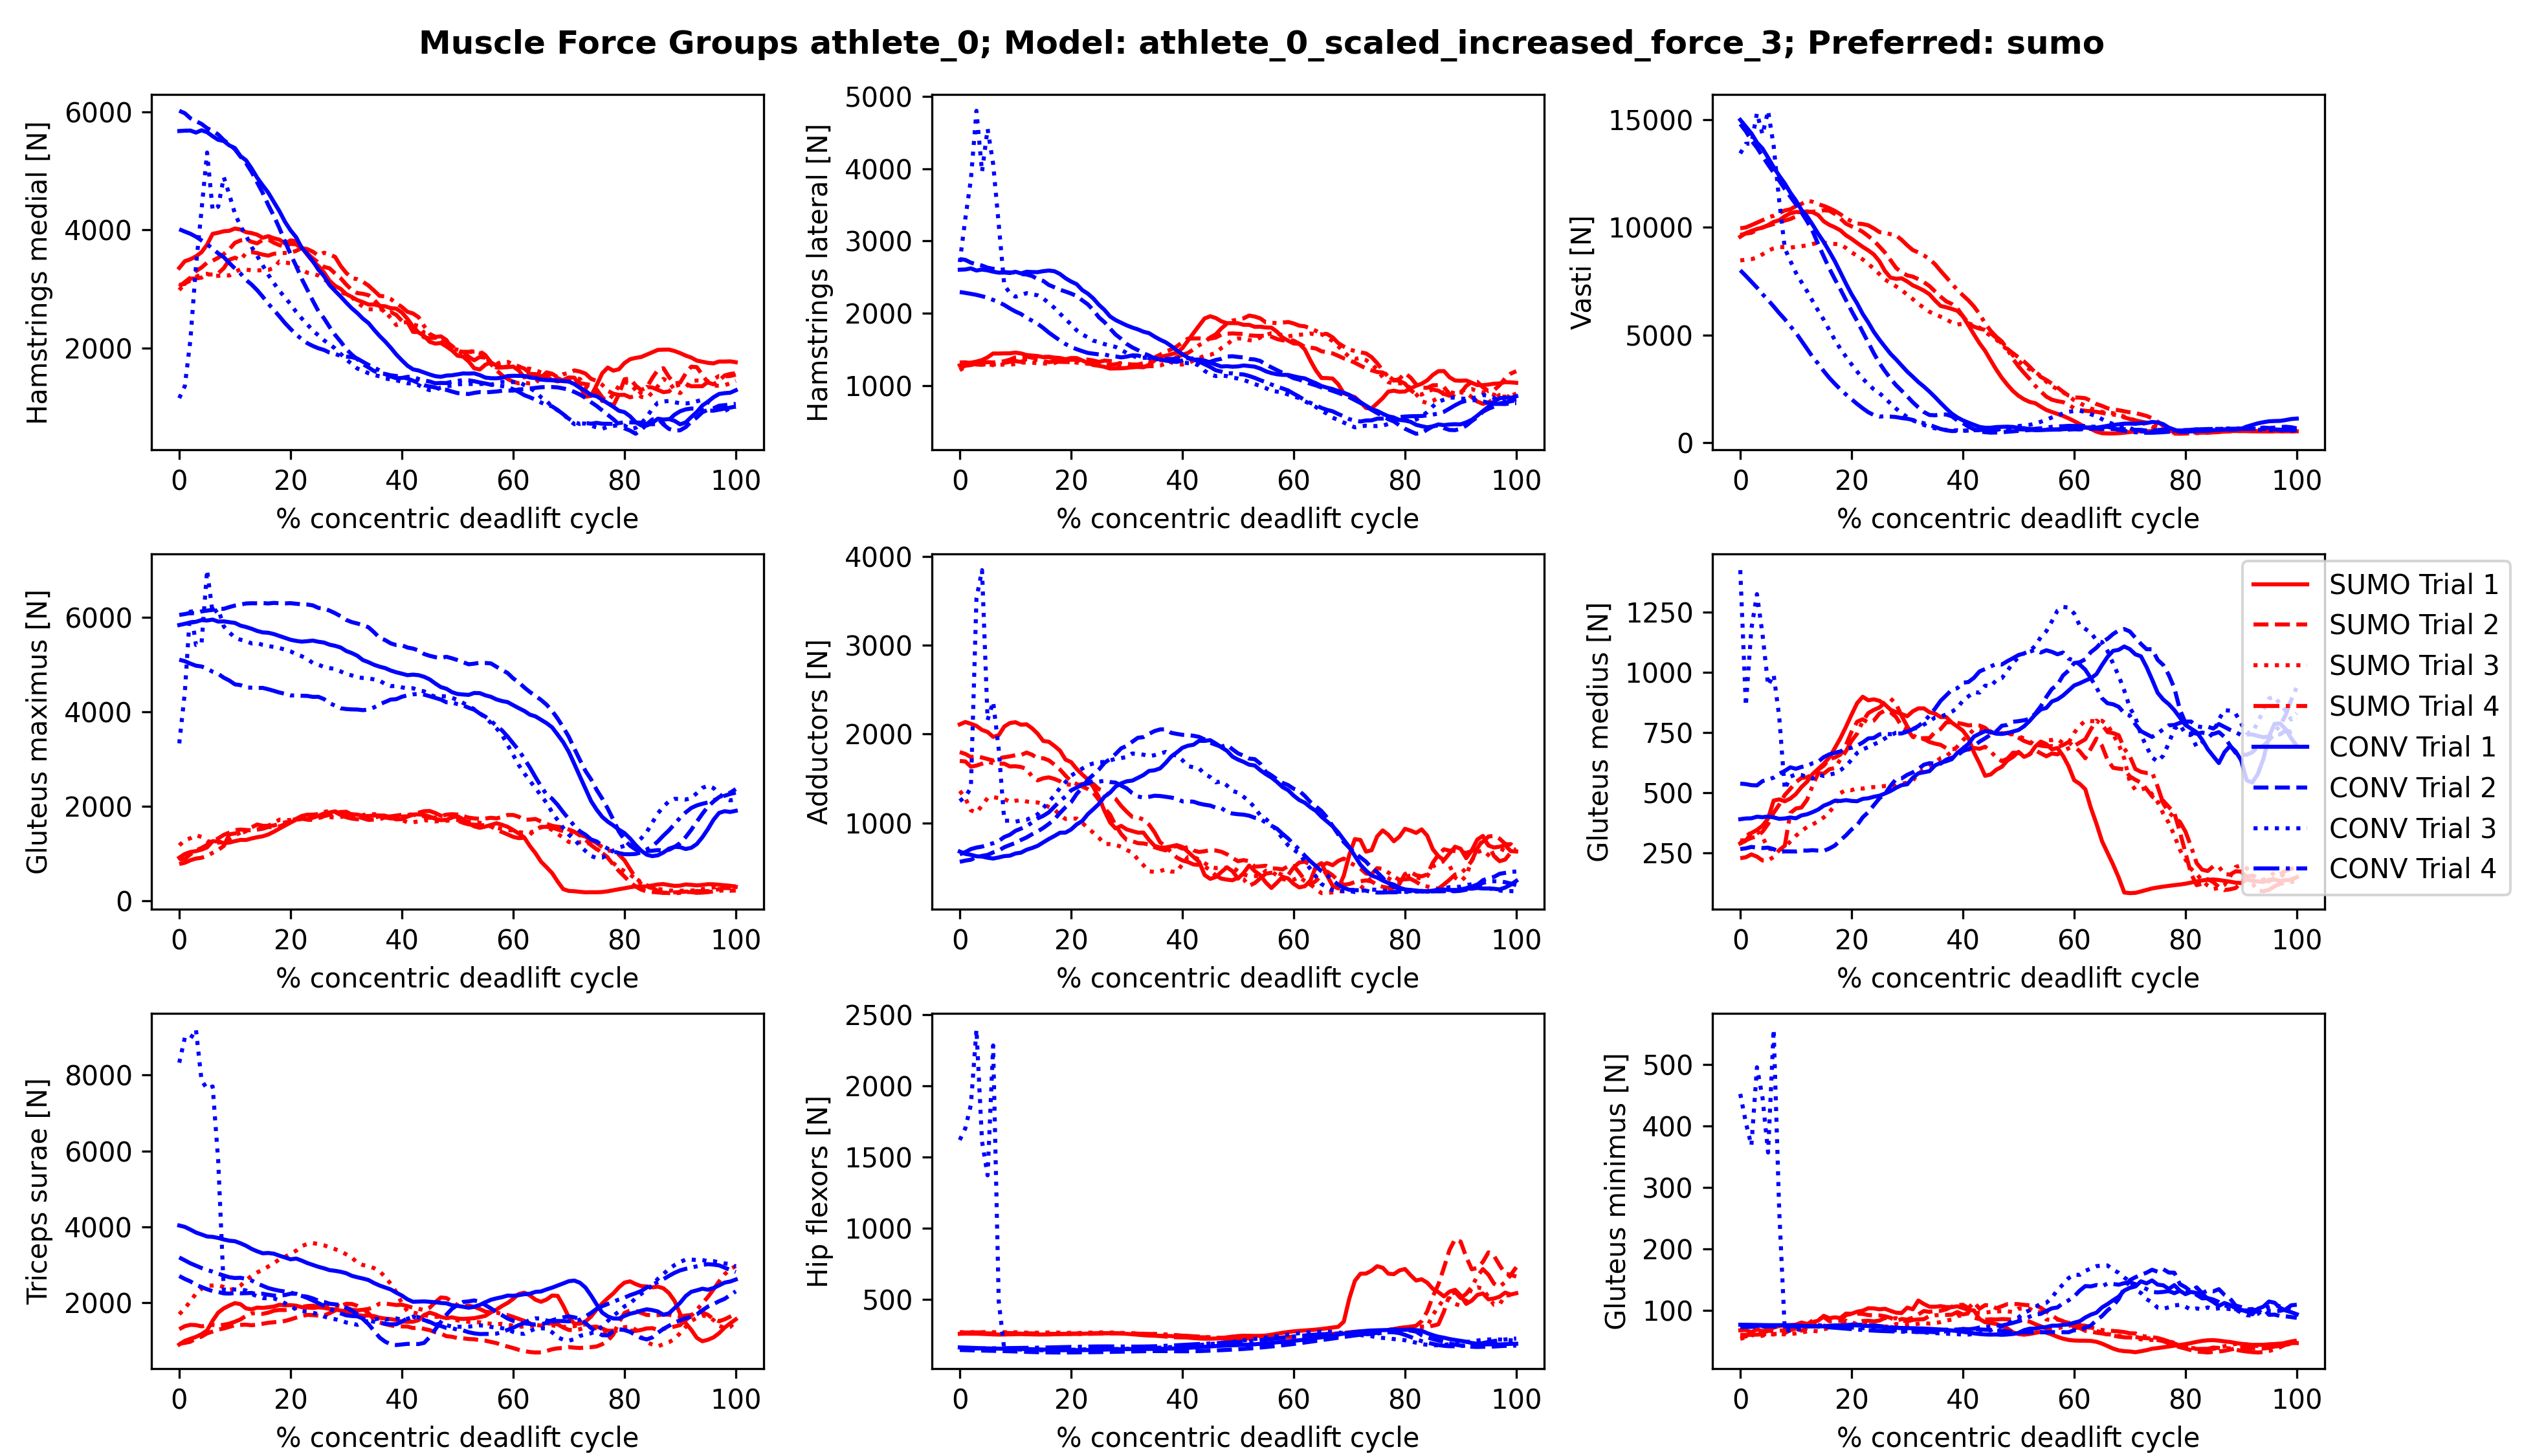 Muscle Force Groups athlete_0; Model: athlete_0_scaled_increased_force_3; Preferred: sumo
Hamstrings medial [N]
6000
4000
2000
0 20 40 60 80 100
% concentric deadlift cycle
Hamstrings lateral [N]
5000
4000
3000
2000
1000
0 20 40 60 80 100
% concentric deadlift cycle
Vasti [N]
15000
10000
5000
0
0 20 40 60 80 100
% concentric deadlift cycle
Gluteus maximus [N]
6000
4000
2000
0
0 20 40 60 80 100
% concentric deadlift cycle
Adductors [N]
4000
3000
2000
1000
0 20 40 60 80 100
% concentric deadlift cycle
Gluteus medius [N]
1250
1000
750
500
250
0 20 40 60 80 100
% concentric deadlift cycle
SUMO Trial 1
SUMO Trial 2
SUMO Trial 3
SUMO Trial 4
CONV Trial 1
CONV Trial 2
CONV Trial 3
CONV Trial 4
Triceps surae [N]
8000
6000
4000
2000
0 20 40 60 80 100
% concentric deadlift cycle
Hip flexors [N]
2500
2000
1500
1000
500
0 20 40 60 80 100
% concentric deadlift cycle
Gluteus minimus [N]
500
400
300
200
100
0 20 40 60 80 100
% concentric deadlift cycle